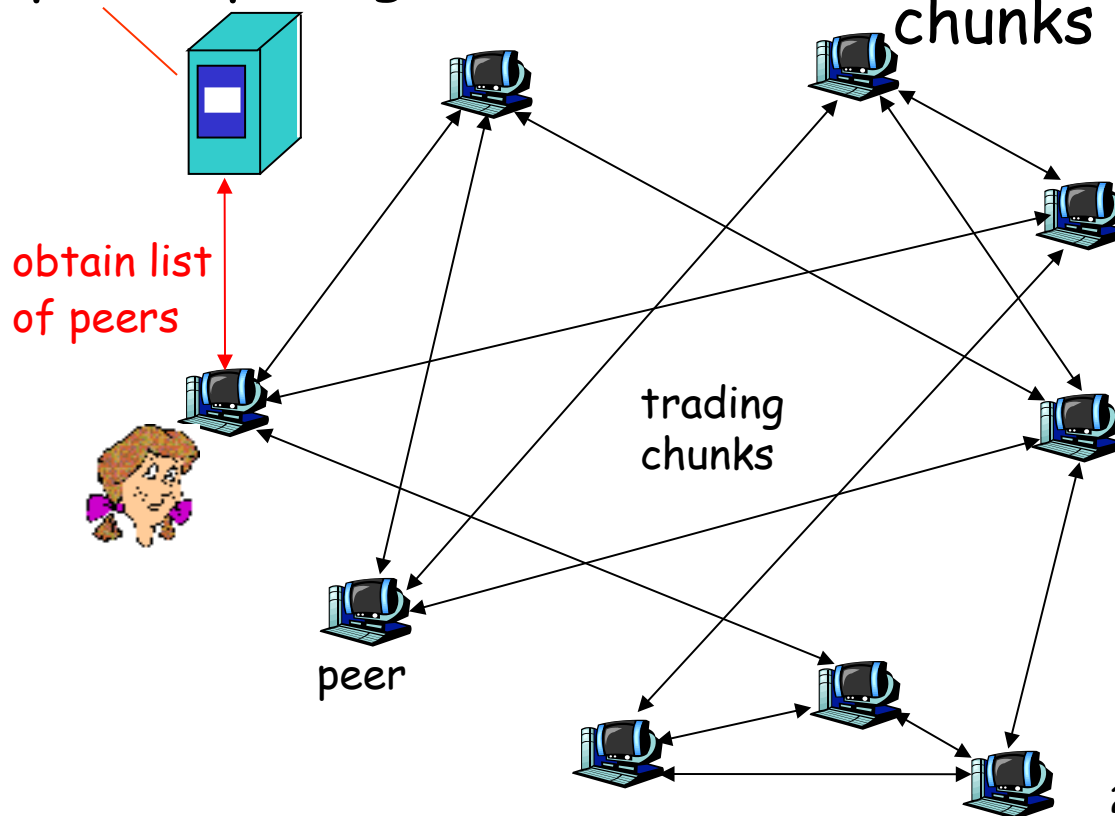 chunks
obtain list
of peers
trading
chunks
peer